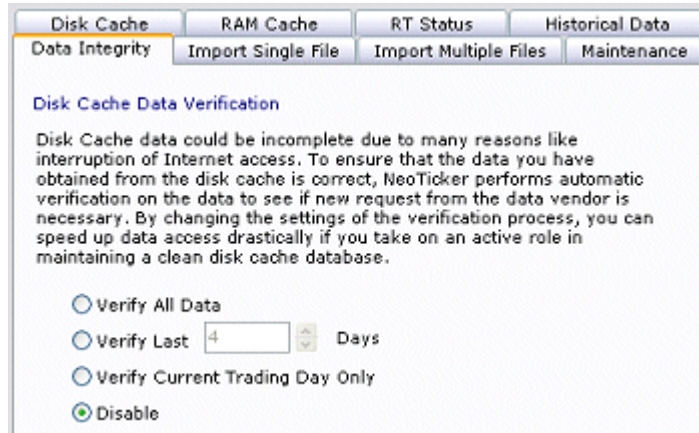 Disk Cache RAM Cache RT Status Historical Data
Data Integrity Import Single File Import Multiple Files Maintenance
Disk Cache Data Verification
Disk Cache data could be incomplete due to many reasons like
interruption of Internet access. To ensure that the data you have
obtained from the disk cache is correct, NeoTicker performs automatic
verification on the data to see if new request from the data vendor is
necessary. By changing the settings of the verification process, you can
speed up data access drastically if you take on an active role in
maintaining a clean disk cache database.
Verify All Data
Verify Last 4 Days
Verify Current Trading Day Only
Disable